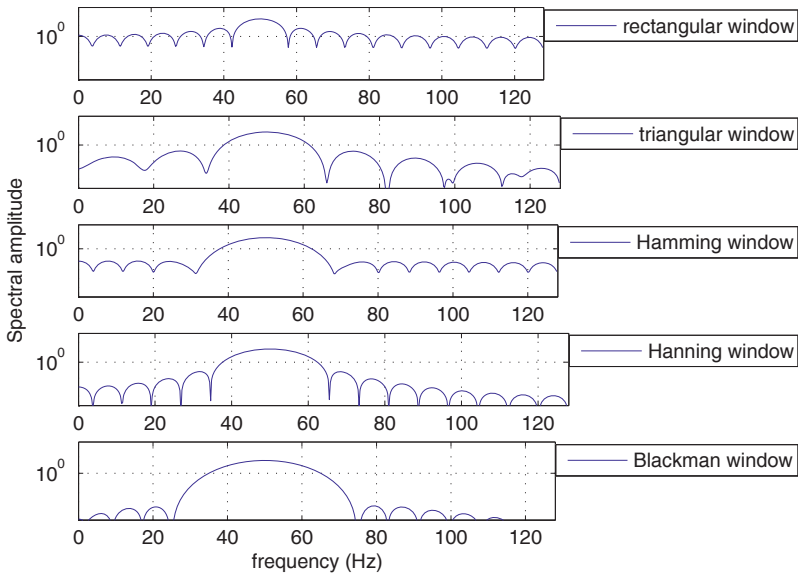 Spectral amplitude
10⁰
rectangular window
0 20 40 60 80 100 120
10⁰
triangular window
0 20 40 60 80 100 120
10⁰
Hamming window
0 20 40 60 80 100 120
10⁰
Hanning window
0 20 40 60 80 100 120
10⁰
Blackman window
0 20 40 60 80 100 120
frequency (Hz)